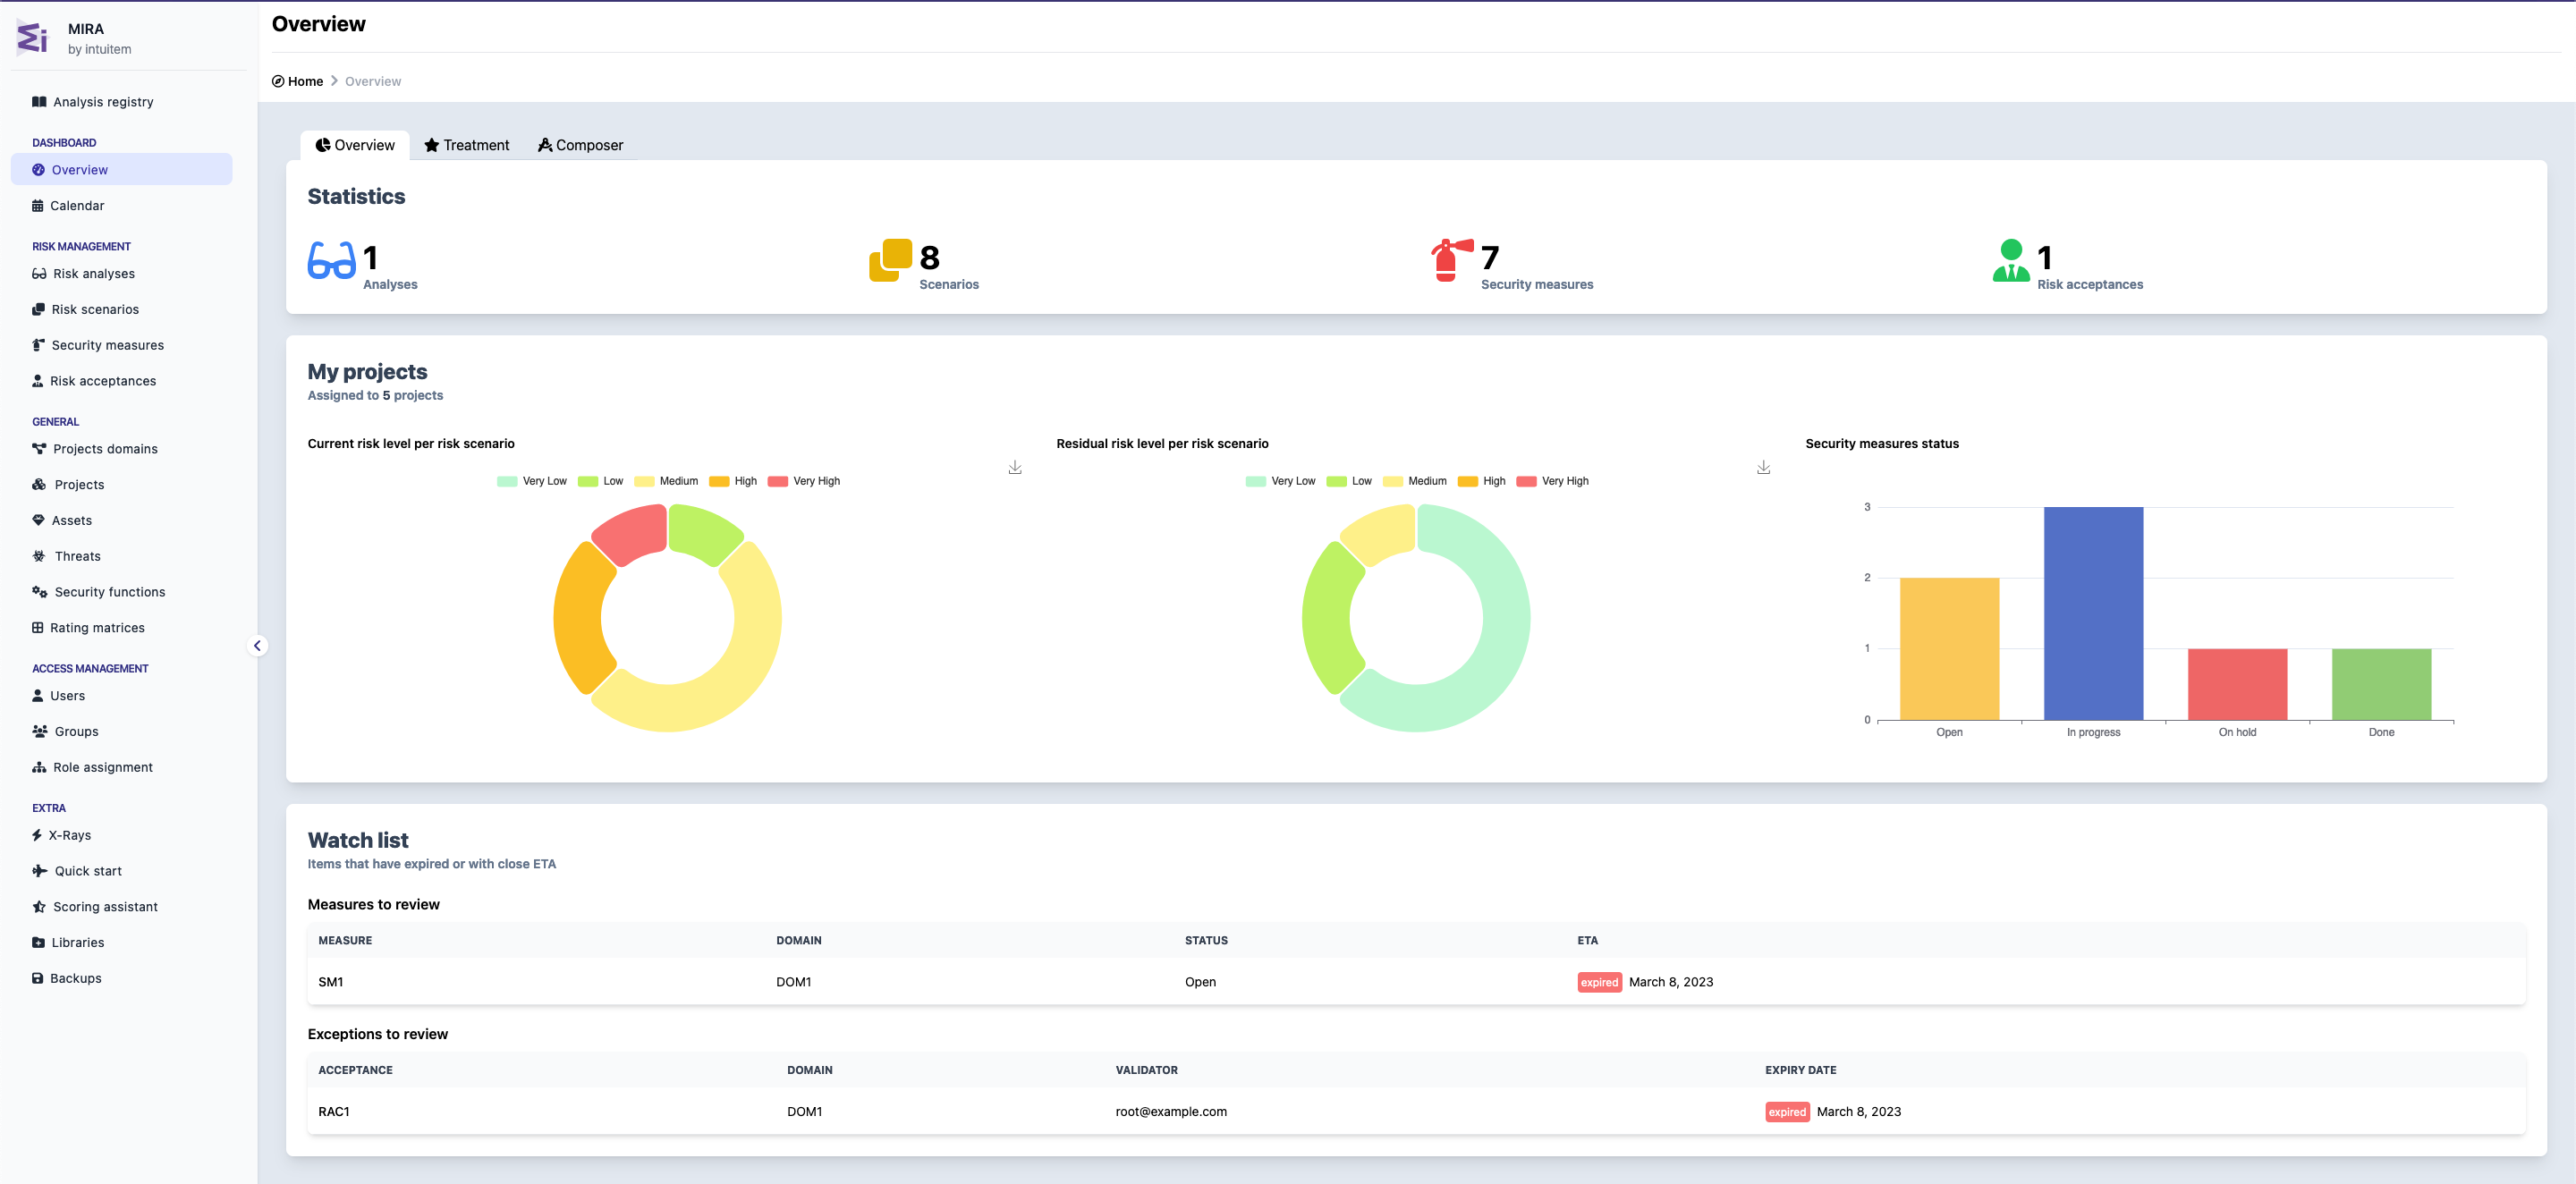 MIRA
by intuitem
Analysis registry
DASHBOARD
Overview
Calendar
RISK MANAGEMENT
Risk analyses
Risk scenarios
Security measures
Risk acceptances
GENERAL
Projects domains
Projects
Assets
Threats
Security functions
Rating matrices
ACCESS MANAGEMENT
Users
Groups
Role assignment
EXTRA
X-Rays
Quick start
Scoring assistant
Libraries
Backups
Overview
Home Overview
Overview Treatment Composer
Statistics
1
Analyses
8
Scenarios
7
Security measures
1
Risk acceptances
My projects
Assigned to 5 projects
Current risk level per risk scenario
Very Low Low Medium High Very High
Residual risk level per risk scenario
Very Low Low Medium High Very High
Security measures status
3
2
1
0
Open In progress On hold Done
Watch list
Items that have expired or with close ETA
Measures to review
MEASURE DOMAIN STATUS ETA
SM1 DOM1 Open expired March 8, 2023
Exceptions to review
ACCEPTANCE DOMAIN VALIDATOR EXPIRY DATE
RAC1 DOM1 root@example.com expired March 8, 2023